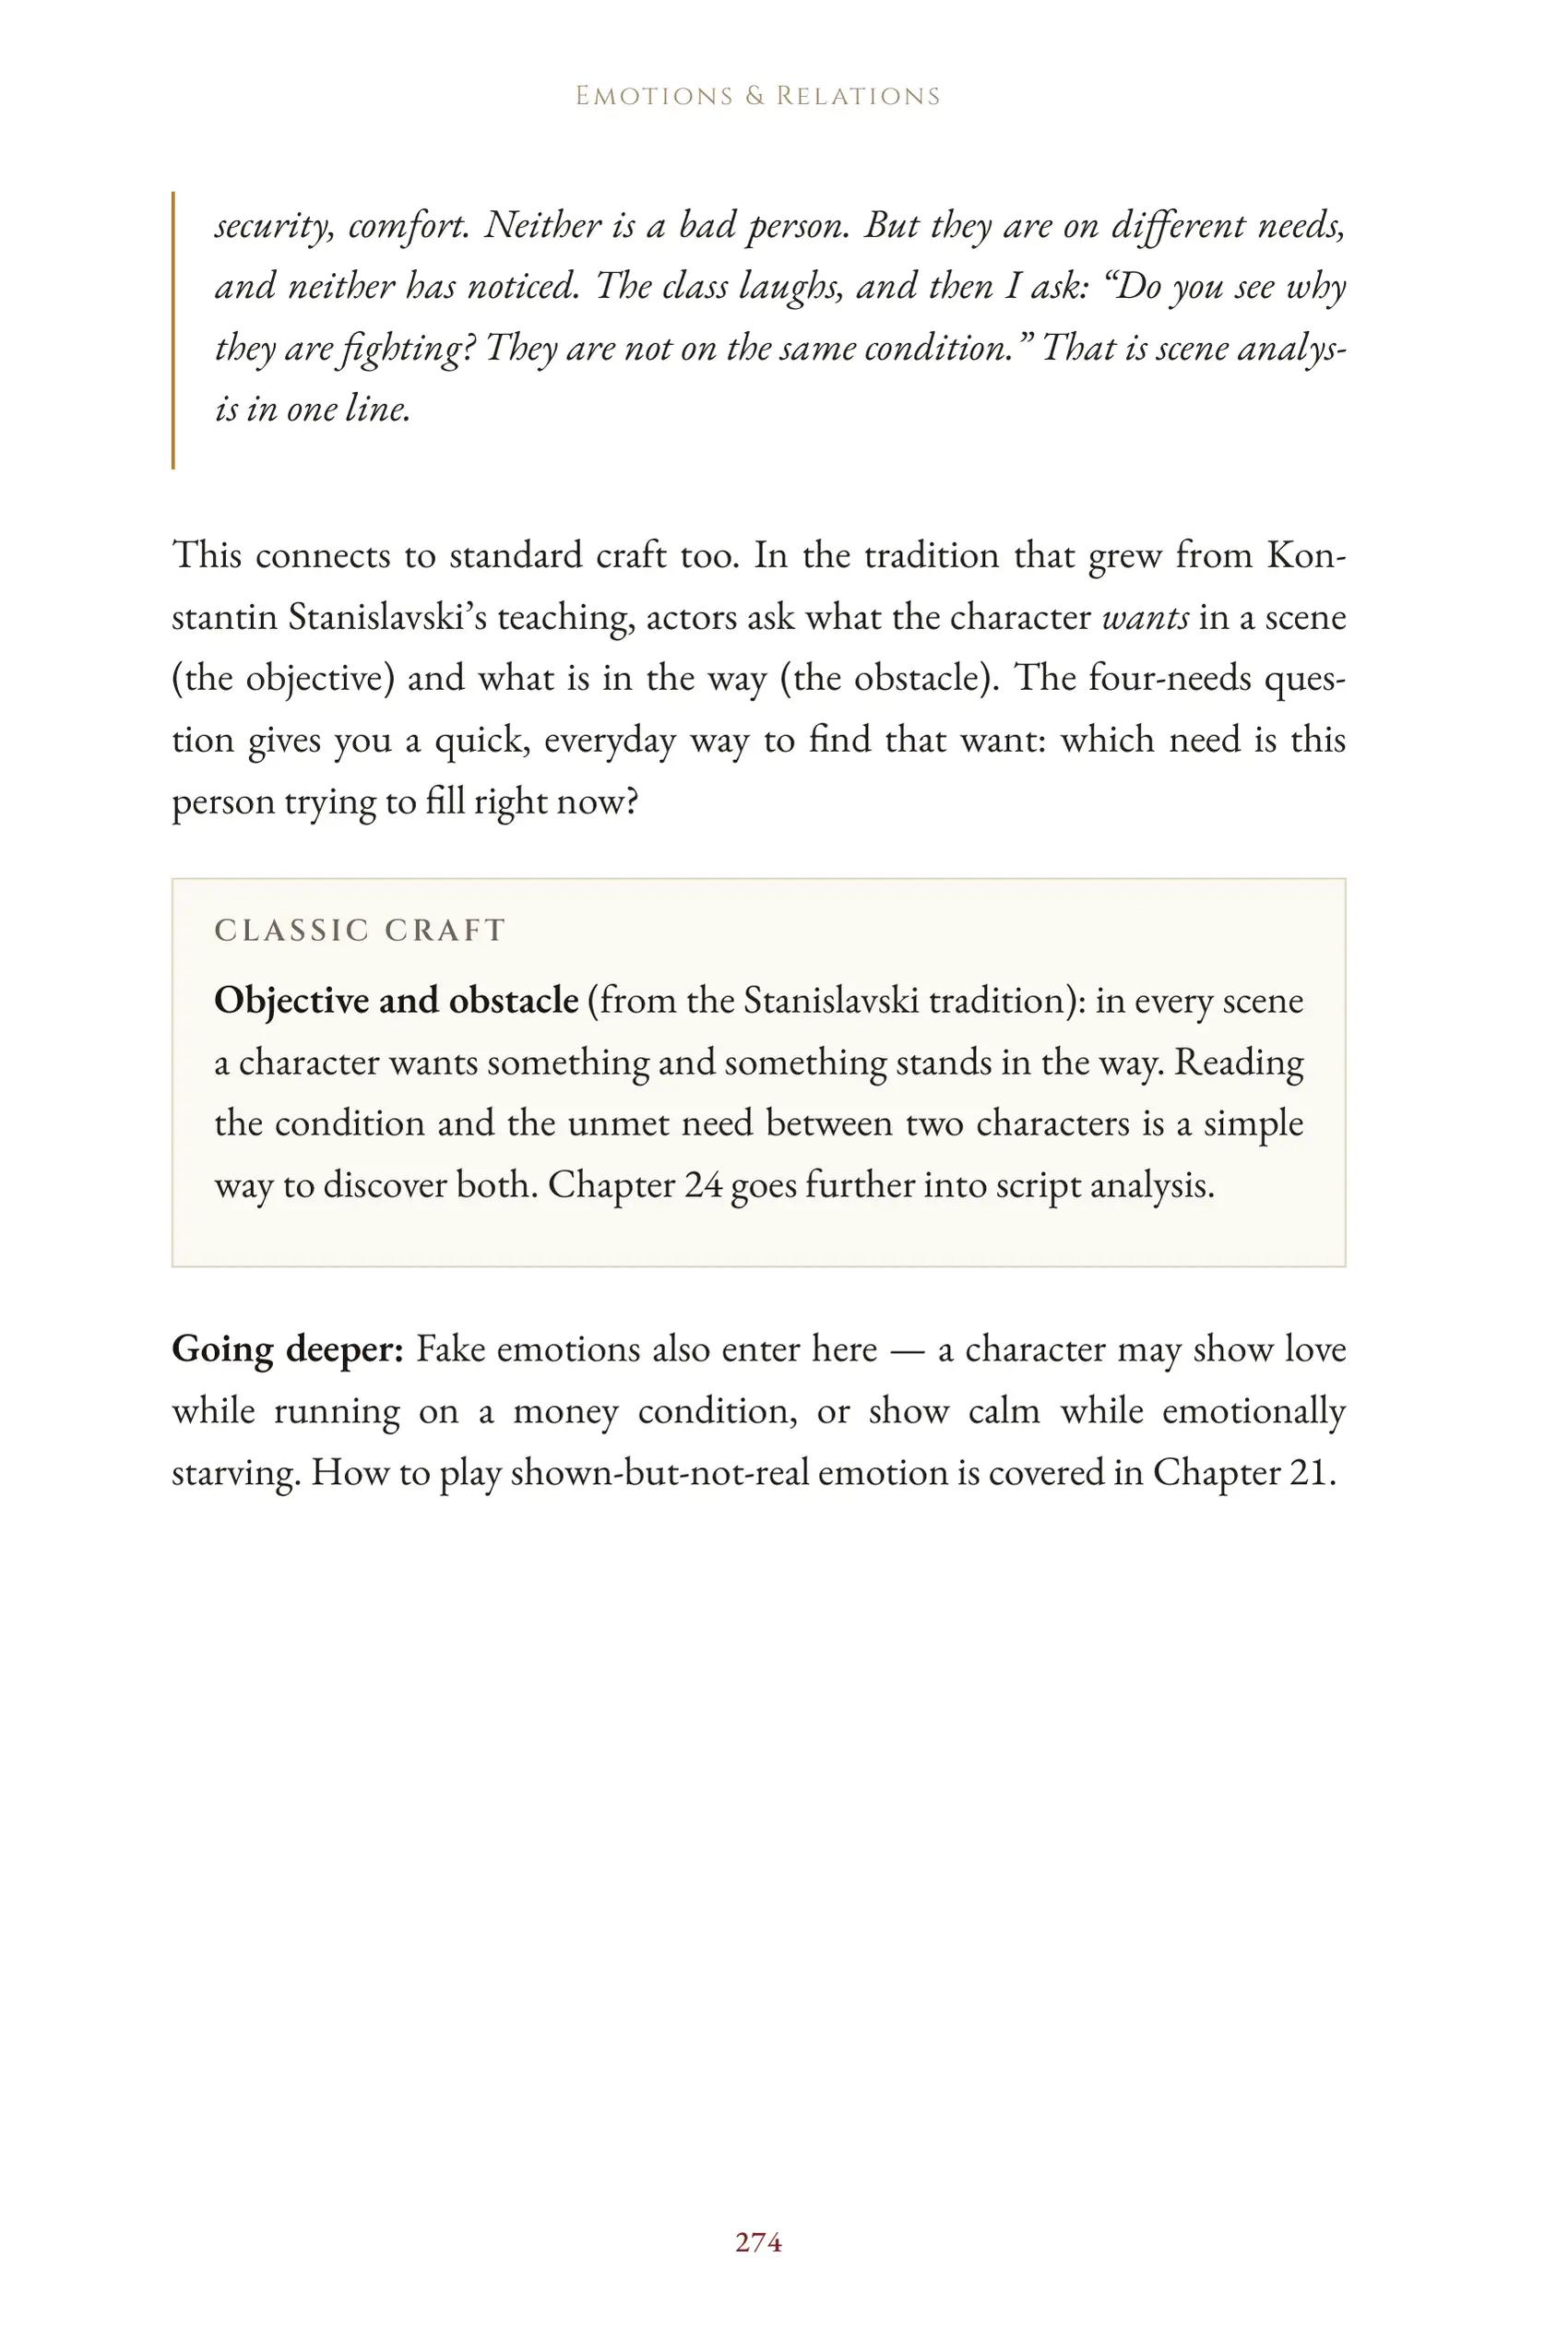 Emotions & Relations
security, comfort. Neither is a bad person. But they are on different needs,
and neither has noticed. The class laughs, and then I ask: “Do you see why
they are fighting? They are not on the same condition.” That is scene analys-
is in one line.
This connects to standard craft too. In the tradition that grew from Kon-
stantin Stanislavski’s teaching, actors ask what the character wants in a scene
(the objective) and what is in the way (the obstacle). The four-needs ques-
tion gives you a quick, everyday way to find that want: which need is this
person trying to fill right now?
CLASSIC CRAFT
Objective and obstacle (from the Stanislavski tradition): in every scene
a character wants something and something stands in the way. Reading
the condition and the unmet need between two characters is a simple
way to discover both. Chapter 24 goes further into script analysis.
Going deeper: Fake emotions also enter here — a character may show love
while running on a money condition, or show calm while emotionally
starving. How to play shown-but-not-real emotion is covered in Chapter 21.
274